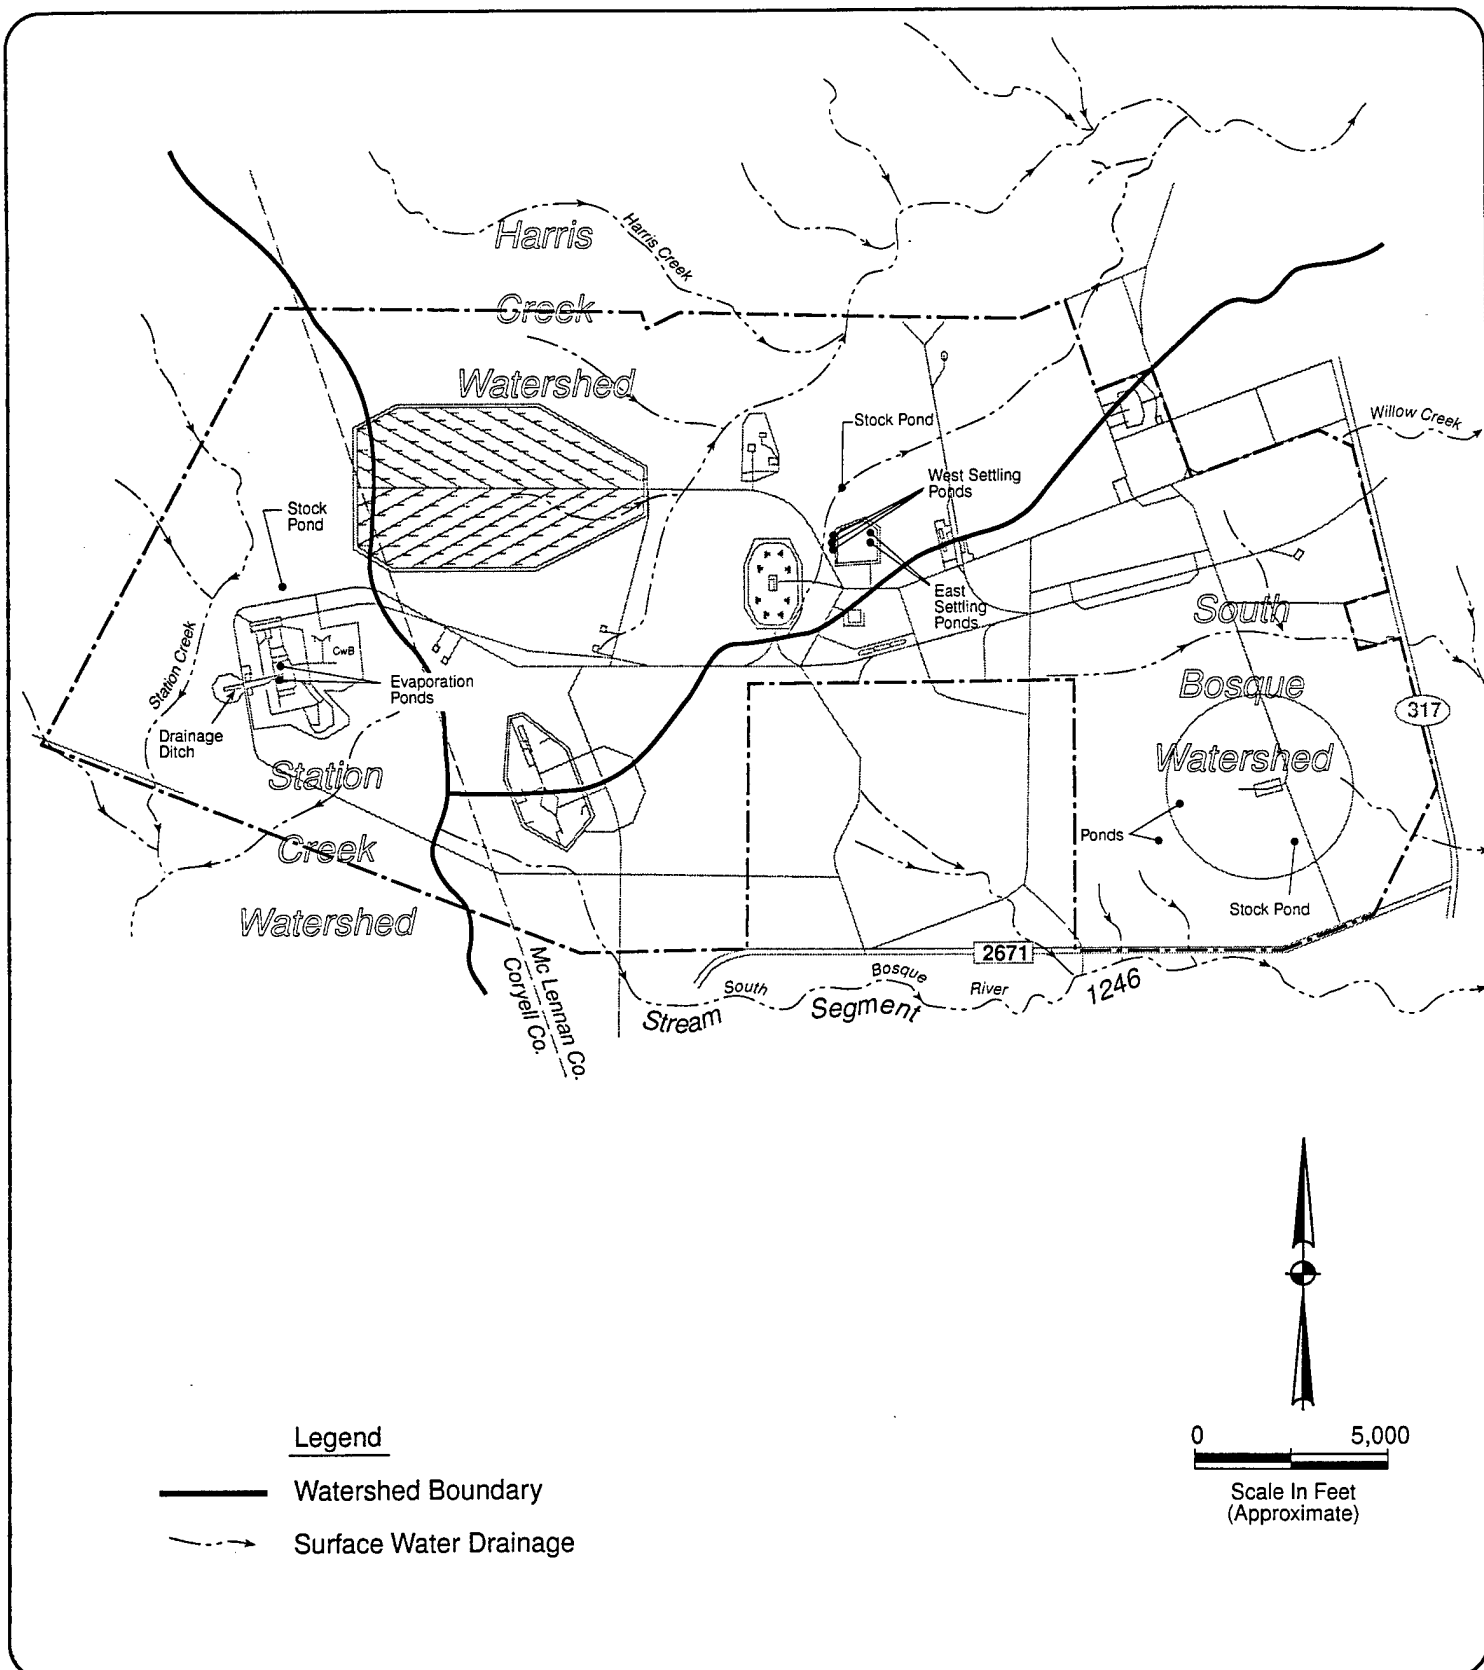 Harris
Creek
Watershed
Harris Creek
Stock Pond
West Settling
Ponds
Willow Creek
Stock
Pond
East
Settling
Ponds
South
Bosque
Watershed
CwB
Station Creek
Evaporation
Ponds
317
Drainage
Ditch
Station
Creek
Watershed
Ponds
Stock Pond
2671
Mc Lennan Co.
Coryell Co.
South
Bosque
River
Stream
Segment
1246
0
5,000
Scale In Feet
(Approximate)
Legend
Watershed Boundary
Surface Water Drainage